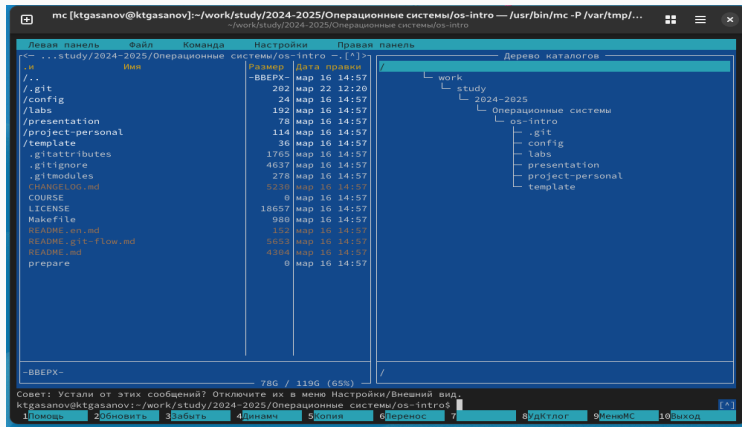 mc [ktgasanov@ktgasanov]:~/work/study/2024-2025/Операционные системы/os-intro — /usr/bin/mc -P /var/tmp/...
~/work/study/2024-2025/Операционные системы/os-intro
Левая панель Файл Команда Настройки Правая панель
<— ...study/2024-2025/Операционные системы/os-intro —.[^]>
.и Имя Размер Дата правки
/.. -ВВЕРХ- мар 16 14:57
/.git 202 мар 22 12:20
/config 24 мар 16 14:57
/labs 192 мар 16 14:57
/presentation 78 мар 16 14:57
/project-personal 114 мар 16 14:57
/template 36 мар 16 14:57
.gitattributes 1765 мар 16 14:57
.gitignore 4637 мар 16 14:57
.gitmodules 278 мар 16 14:57
CHANGELOG.md 5230 мар 16 14:57
COURSE 0 мар 16 14:57
LICENSE 18657 мар 16 14:57
Makefile 980 мар 16 14:57
README.en.md 152 мар 16 14:57
README.git-flow.md 5653 мар 16 14:57
README.md 4304 мар 16 14:57
prepare 0 мар 16 14:57
-ВВЕРХ-
78G / 119G (65%)
Дерево каталогов
/
work
study
2024-2025
Операционные системы
os-intro
.git
config
labs
presentation
project-personal
template
/
Совет: Устали от этих сообщений? Отключите их в меню Настройки/Внешний вид.
ktgasanov@ktgasanov:~/work/study/2024-2025/Операционные системы/os-intro$ [^]
1Помощь 2Обновить 3Забыть 4Динамич 5Копия 6Перенос 7 8УдКтлог 9МенюМС 10Выход